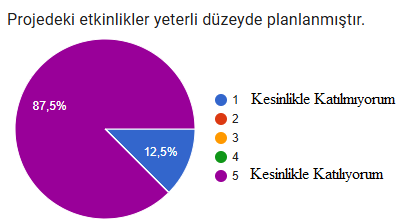 Projedeki etkinlikler yeterli düzeyde planlanmıştır.
87,5%
12,5%
1 Kesinlikle Katılmıyorum
2
3
4
5 Kesinlikle Katılıyorum